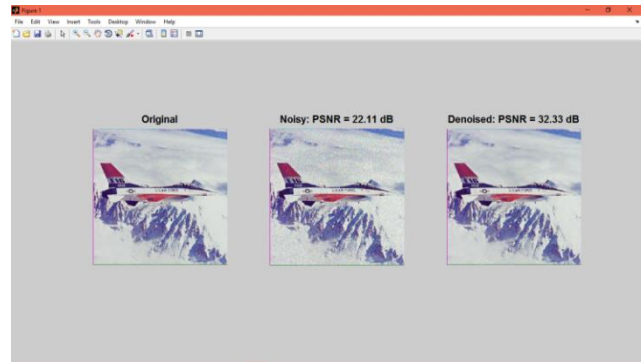 Figure 1
File Edit View Insert Tools Desktop Window Help
Original Noisy: PSNR = 22.11 dB Denoised: PSNR = 32.33 dB